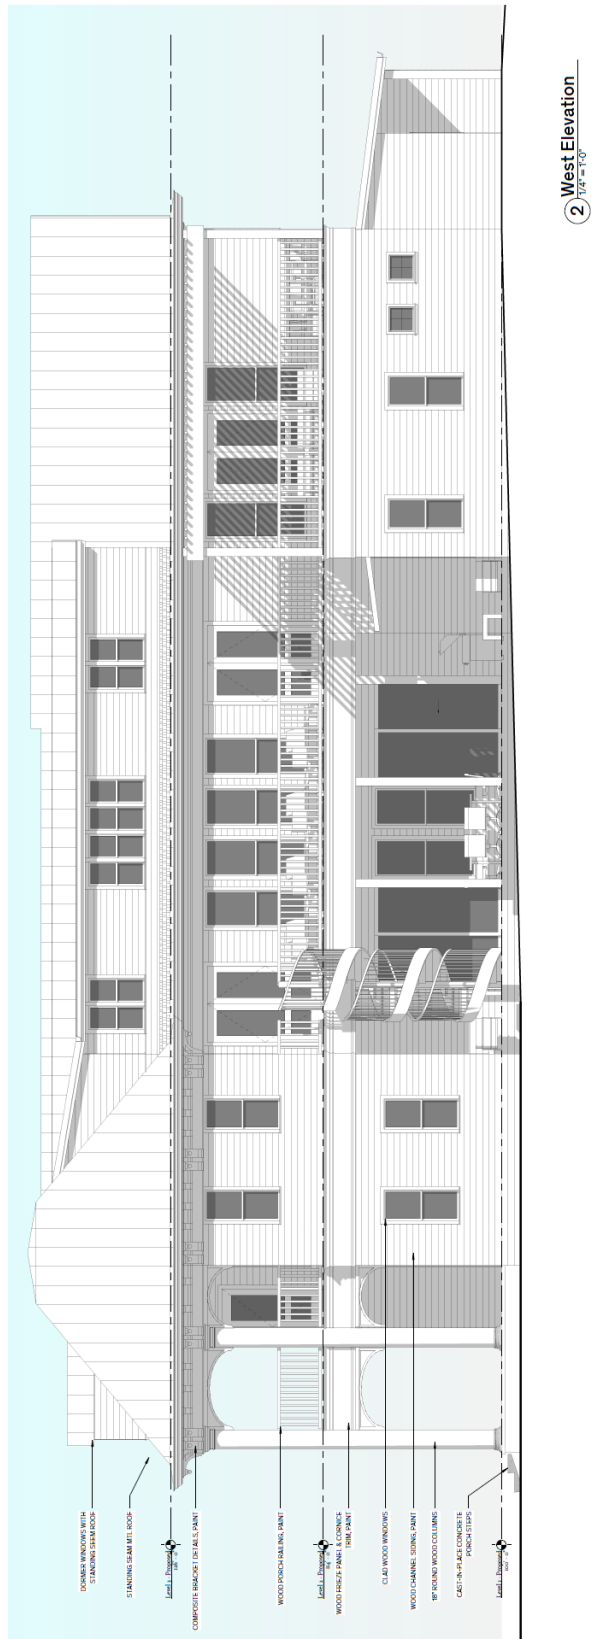 2
West Elevation
1/4" = 1'-0"
DORMER WINDOWS WITH
STANDING SEEM ROOF
STANDING SEAM MTL ROOF
COMPOSITE BRACKET DETAILS, PAINT
WOOD PORCH RAILING, PAINT
WOOD FRIEZE PANEL & CORNICE
TRIM, PAINT
CLAD WOOD WINDOWS
WOOD CHANNEL SIDING, PAINT
18" ROUND WOOD COLUMNS
CAST-IN-PLACE CONCRETE
PORCH STEPS